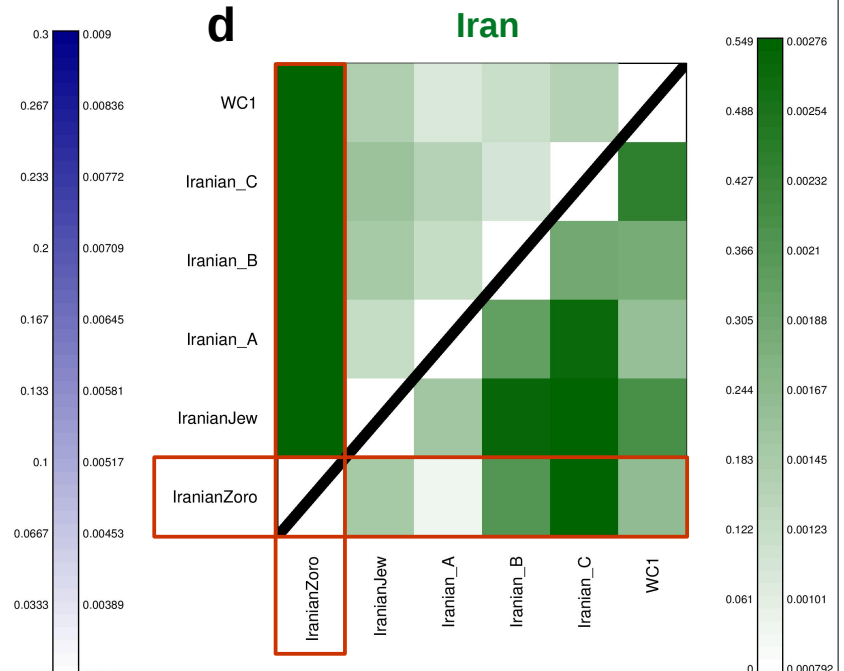 d
Iran
0.3 0.009
0.267 0.00836
0.233 0.00772
0.2 0.00709
0.167 0.00645
0.133 0.00581
0.1 0.00517
0.0667 0.00453
0.0333 0.00389
WC1
Iranian_C
Iranian_B
Iranian_A
IranianJew
IranianZoro
IranianZoro
IranianJew
Iranian_A
Iranian_B
Iranian_C
WC1
0.549 0.00276
0.488 0.00254
0.427 0.00232
0.366 0.0021
0.305 0.00188
0.244 0.00167
0.183 0.00145
0.122 0.00123
0.061 0.00101
0 0.000792